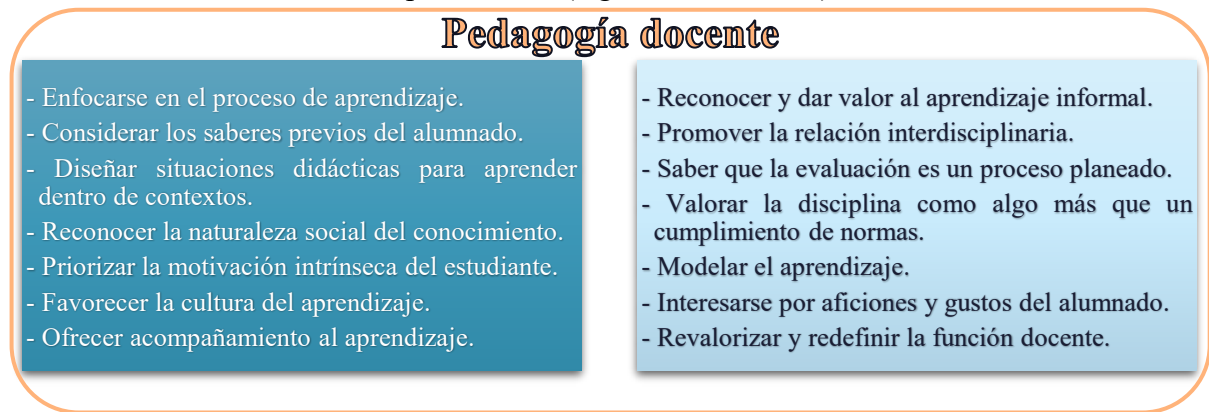 Pedagogía docente
- Enfocarse en el proceso de aprendizaje.
- Considerar los saberes previos del alumnado.
- Diseñar situaciones didácticas para aprender
dentro de contextos.
- Reconocer la naturaleza social del conocimiento.
- Priorizar la motivación intrínseca del estudiante.
- Favorecer la cultura del aprendizaje.
- Ofrecer acompañamiento al aprendizaje.
- Reconocer y dar valor al aprendizaje informal.
- Promover la relación interdisciplinaria.
- Saber que la evaluación es un proceso planeado.
- Valorar la disciplina como algo más que un
cumplimiento de normas.
- Modelar el aprendizaje.
- Interesarse por aficiones y gustos del alumnado.
- Revalorizar y redefinir la función docente.